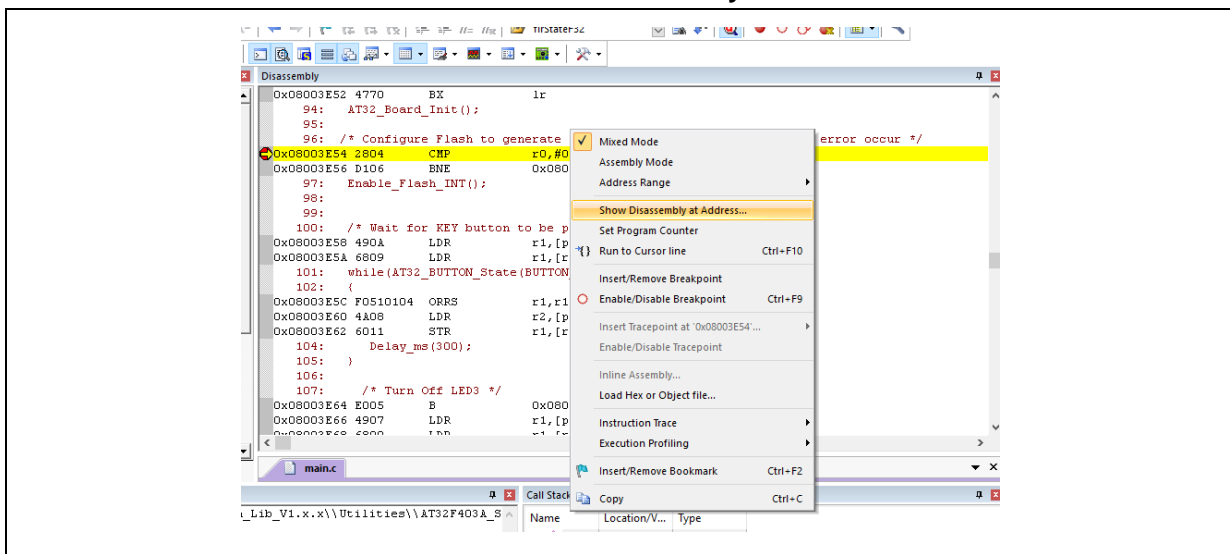 firStateF32
Disassembly
0x08003E52 4770 BX lr
94: AT32_Board_Init();
95:
96: /* Configure Flash to generate error occur */
0x08003E54 2804 CMP r0,#0
0x08003E56 D106 BNE 0x080
97: Enable_Flash_INT();
98:
99:
100: /* Wait for KEY button to be p
0x08003E58 490A LDR r1,[p
0x08003E5A 6809 LDR r1,[r
101: while(AT32_BUTTON_State(BUTTON
102: {
0x08003E5C F0510104 ORRS r1,r1
0x08003E60 4A08 LDR r2,[p
0x08003E62 6011 STR r1,[r
104: Delay_ms(300);
105: }
106:
107: /* Turn Off LED3 */
0x08003E64 E005 B 0x080
0x08003E66 4907 LDR r1,[p
0x08003E68 6800 LDR r1,[r
Mixed Mode
Assembly Mode
Address Range
Show Disassembly at Address...
Set Program Counter
Run to Cursor line Ctrl+F10
Insert/Remove Breakpoint
Enable/Disable Breakpoint Ctrl+F9
Insert Tracepoint at '0x08003E54'...
Enable/Disable Tracepoint
Inline Assembly...
Load Hex or Object file...
Instruction Trace
Execution Profiling
Insert/Remove Bookmark Ctrl+F2
Copy Ctrl+C
main.c
Call Stack
_Lib_V1.x.x\\Utilities\\AT32F403A_S
Name Location/V... Type